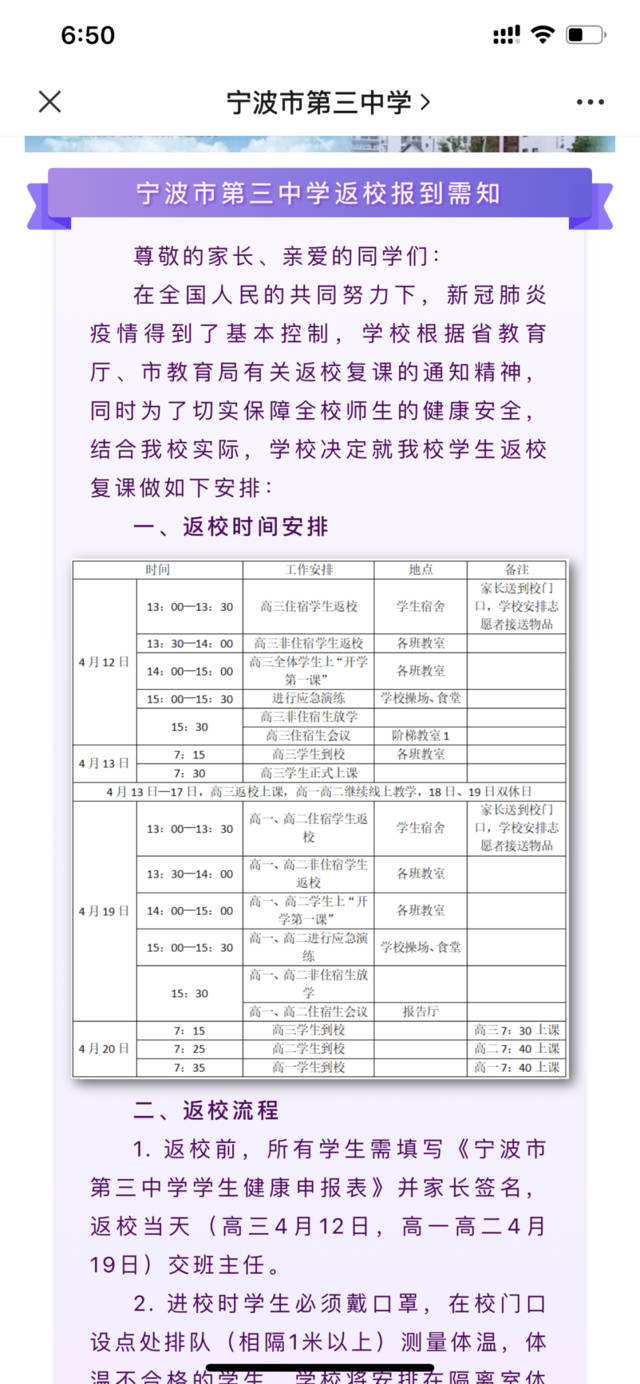 6:50
宁波市第三中学
宁波市第三中学返校报到需知
尊敬的家长、亲爱的同学们：
在全国人民的共同努力下，新冠肺炎
疫情得到了基本控制，学校根据省教育
厅、市教育局有关返校复课的通知精神，
同时为了切实保障全校师生的健康安全，
结合我校实际，学校决定就我校学生返校
复课做如下安排：
一、返校时间安排
时间 工作安排 地点 备注
4月12日
13：00—13：30 高三住宿学生返校 学生宿舍 家长送到校门口，学校安排志愿者接送物品
13：30—14：00 高三非住宿学生返校 各班教室
14：00—15：00 高三全体学生上“开学第一课” 各班教室
15：00—15：30 进行应急演练 学校操场、食堂
15：30 高三非住宿生放学
高三住宿生会议 阶梯教室1
4月13日
7：15 高三学生到校 各班教室
7：30 高三学生正式上课
4月13日—17日，高三返校上课，高一高二继续线上教学，18日、19日双休日
4月19日
13：00—13：30 高一、高二住宿学生返校 学生宿舍 家长送到校门口，学校安排志愿者接送物品
13：30—14：00 高一、高二非住宿学生返校 各班教室
14：00—15：00 高一、高二学生上“开学第一课” 各班教室
15：00—15：30 高一、高二进行应急演练 学校操场、食堂
15：30 高一、高二非住宿生放学
高一、高二住宿生会议 报告厅
4月20日
7：15 高三学生到校 高三7：30上课
7：25 高二学生到校 高二7：40上课
7：35 高一学生到校 高一7：40上课
二、返校流程
1. 返校前，所有学生需填写《宁波市
第三中学学生健康申报表》并家长签名，
返校当天（高三4月12日，高一高二4月
19日）交班主任。
2. 进校时学生必须戴口罩，在校门口
设点处排队（相隔1米以上）测量体温，体
温不合格的学生，学校将安排在隔离室休